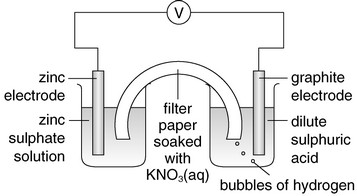 V
zinc
electrode
zinc
sulphate
solution
filter
paper
soaked
with
KNO₃(aq)
graphite
electrode
dilute
sulphuric
acid
bubbles of hydrogen